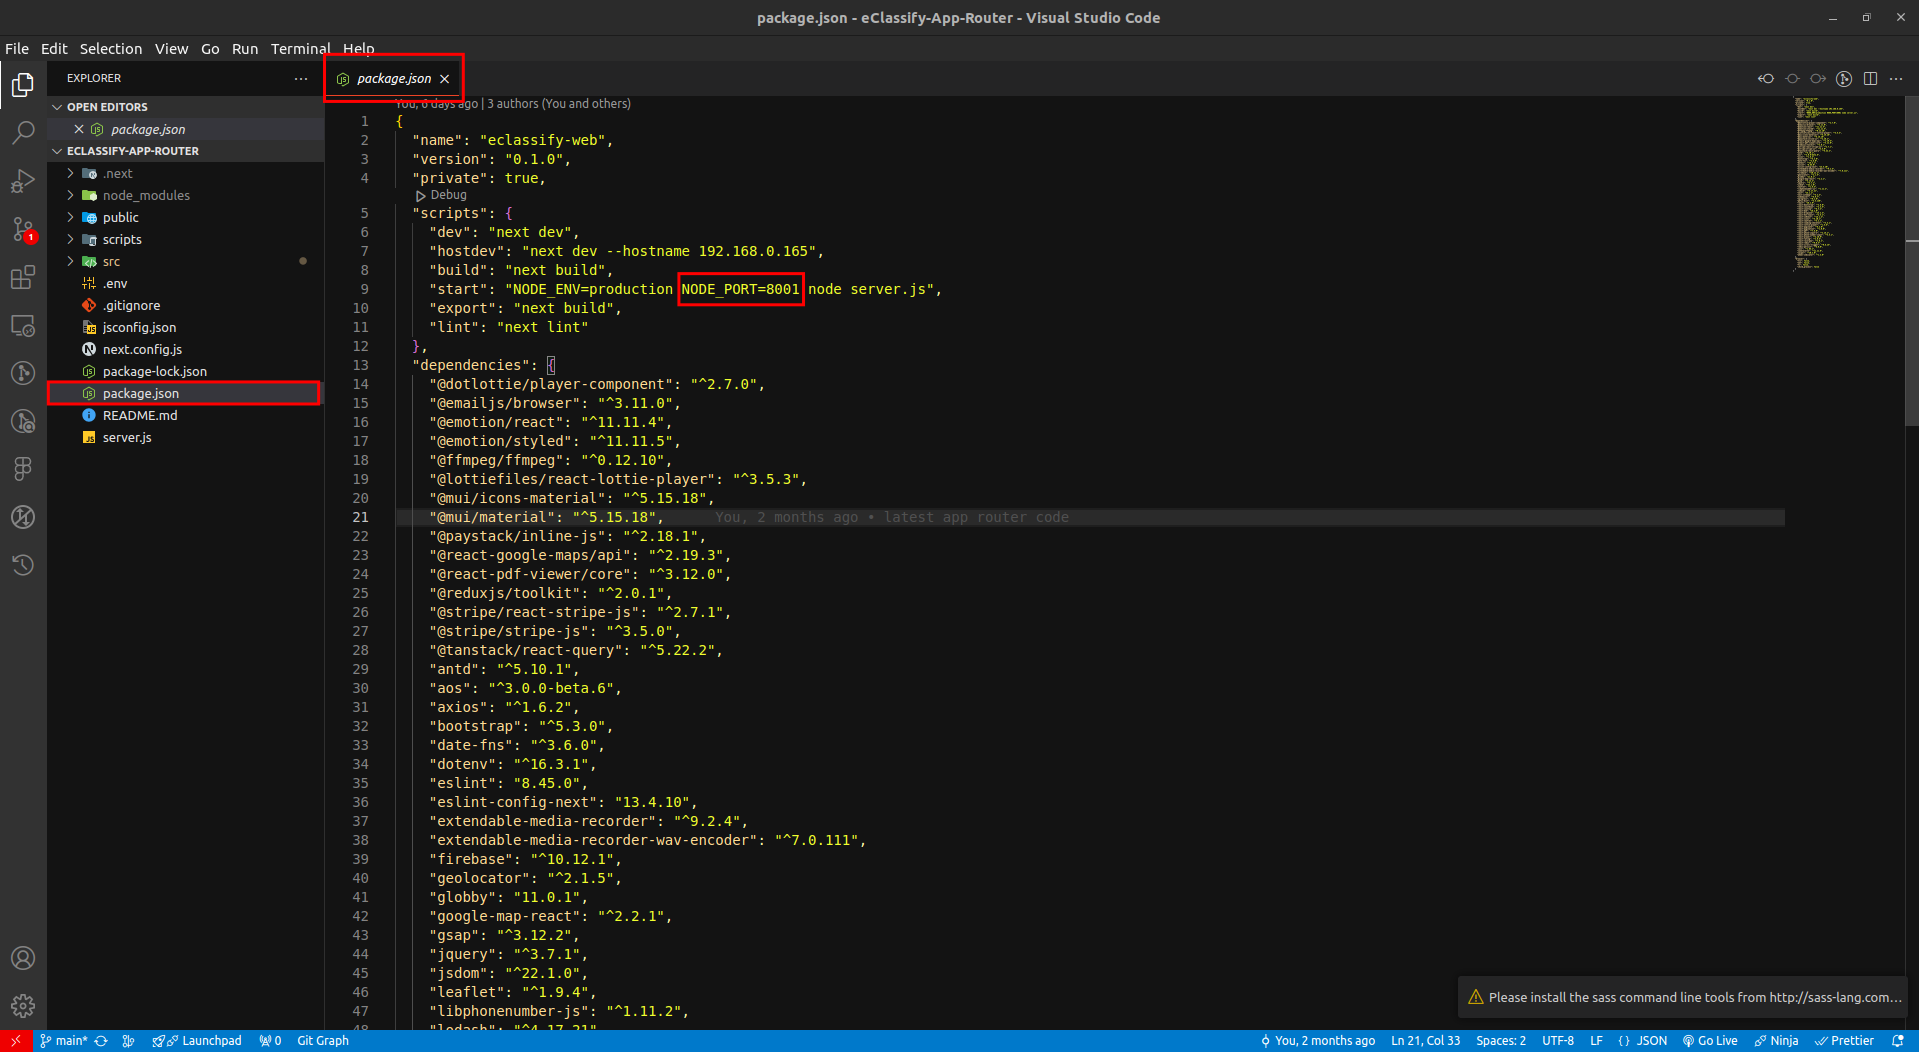 package.json - eClassify-App-Router - Visual Studio Code
File Edit Selection View Go Run Terminal Help
EXPLORER
package.json
OPEN EDITORS
package.json
ECLASSIFY-APP-ROUTER
.next
node_modules
public
scripts
src
.env
.gitignore
jsconfig.json
next.config.js
package-lock.json
package.json
README.md
server.js
1
You, 6 days ago | 3 authors (You and others)
1 {
2 "name": "eclassify-web",
3 "version": "0.1.0",
4 "private": true,
Debug
5 "scripts": {
6 "dev": "next dev",
7 "hostdev": "next dev --hostname 192.168.0.165",
8 "build": "next build",
9 "start": "NODE_ENV=production NODE_PORT=8001 node server.js",
10 "export": "next build",
11 "lint": "next lint"
12 },
13 "dependencies": {
14 "@dotlottie/player-component": "^2.7.0",
15 "@emailjs/browser": "^3.11.0",
16 "@emotion/react": "^11.11.4",
17 "@emotion/styled": "^11.11.5",
18 "@ffmpeg/ffmpeg": "^0.12.10",
19 "@lottiefiles/react-lottie-player": "^3.5.3",
20 "@mui/icons-material": "^5.15.18",
21 "@mui/material": "^5.15.18", You, 2 months ago • latest app router code
22 "@paystack/inline-js": "^2.18.1",
23 "@react-google-maps/api": "^2.19.3",
24 "@react-pdf-viewer/core": "^3.12.0",
25 "@reduxjs/toolkit": "^2.0.1",
26 "@stripe/react-stripe-js": "^2.7.1",
27 "@stripe/stripe-js": "^3.5.0",
28 "@tanstack/react-query": "^5.22.2",
29 "antd": "^5.10.1",
30 "aos": "^3.0.0-beta.6",
31 "axios": "^1.6.2",
32 "bootstrap": "^5.3.0",
33 "date-fns": "^3.6.0",
34 "dotenv": "^16.3.1",
35 "eslint": "8.45.0",
36 "eslint-config-next": "13.4.10",
37 "extendable-media-recorder": "^9.2.4",
38 "extendable-media-recorder-wav-encoder": "^7.0.111",
39 "firebase": "^10.12.1",
40 "geolocator": "^2.1.5",
41 "globby": "11.0.1",
42 "google-map-react": "^2.2.1",
43 "gsap": "^3.12.2",
44 "jquery": "^3.7.1",
45 "jsdom": "^22.1.0",
46 "leaflet": "^1.9.4",
47 "libphonenumber-js": "^1.11.2",
48 "lodash": "^4.17.21"
Please install the sass command line tools from http://sass-lang.com...
main* Launchpad 0 Git Graph You, 2 months ago Ln 21, Col 33 Spaces: 2 UTF-8 LF {} JSON Go Live Ninja Prettier